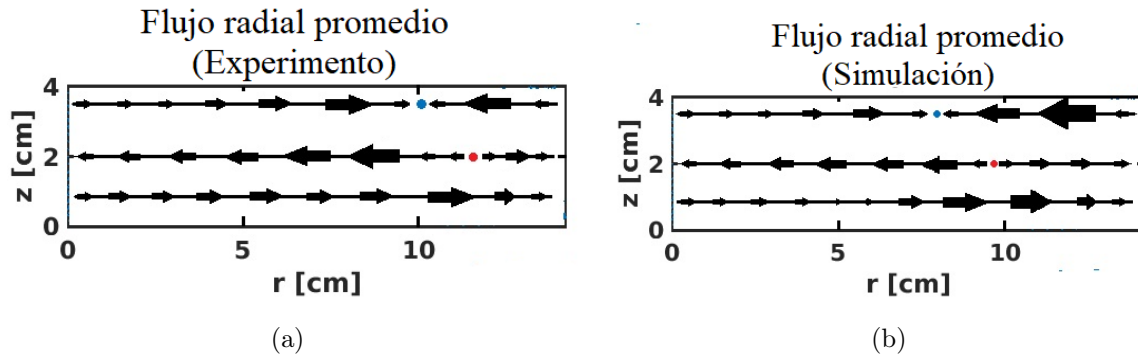 Flujo radial promedio
(Experimento)
4
2
0
z [cm]
0 5 10
r [cm]
(a)
Flujo radial promedio
(Simulación)
4
2
0
z [cm]
0 5 10
r [cm]
(b)